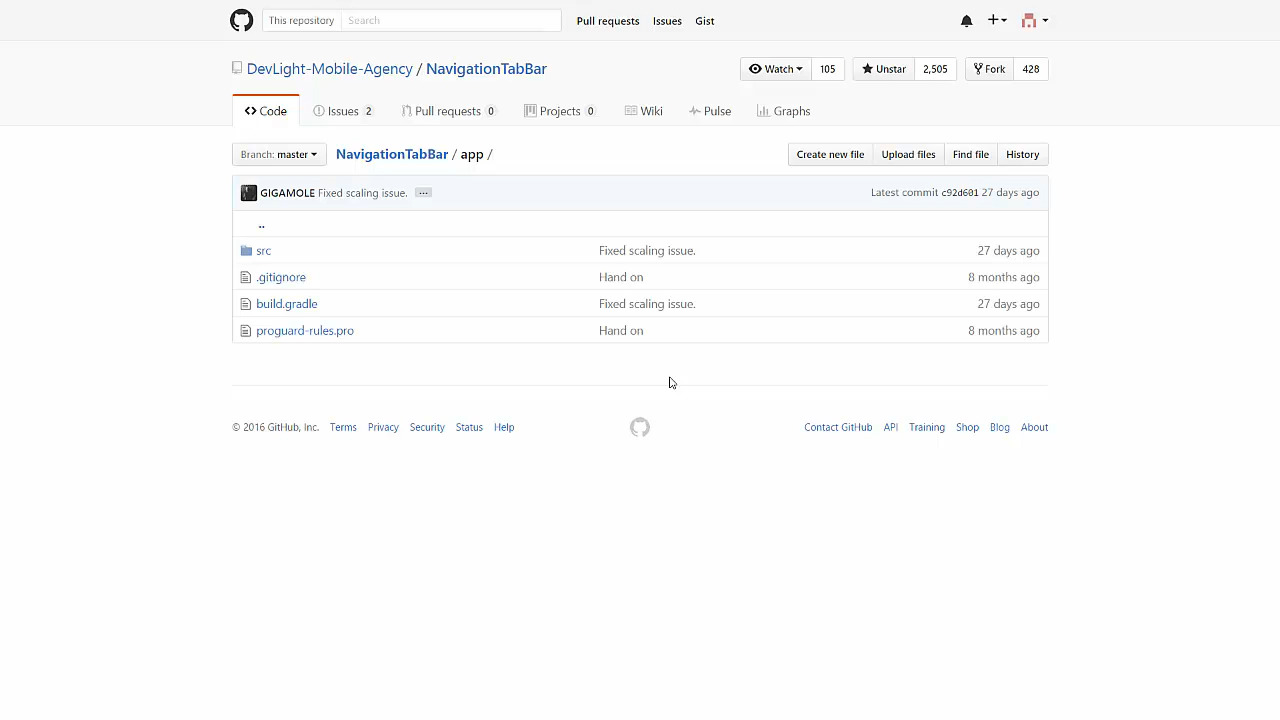 This repository Search Pull requests Issues Gist
DevLight-Mobile-Agency / NavigationTabBar Watch 105 Unstar 2,505 Fork 428
Code Issues 2 Pull requests 0 Projects 0 Wiki Pulse Graphs
Branch: master NavigationTabBar / app / Create new file Upload files Find file History
GIGAMOLE Fixed scaling issue. ... Latest commit c92d601 27 days ago
..
src Fixed scaling issue. 27 days ago
.gitignore Hand on 8 months ago
build.gradle Fixed scaling issue. 27 days ago
proguard-rules.pro Hand on 8 months ago
© 2016 GitHub, Inc. Terms Privacy Security Status Help Contact GitHub API Training Shop Blog About